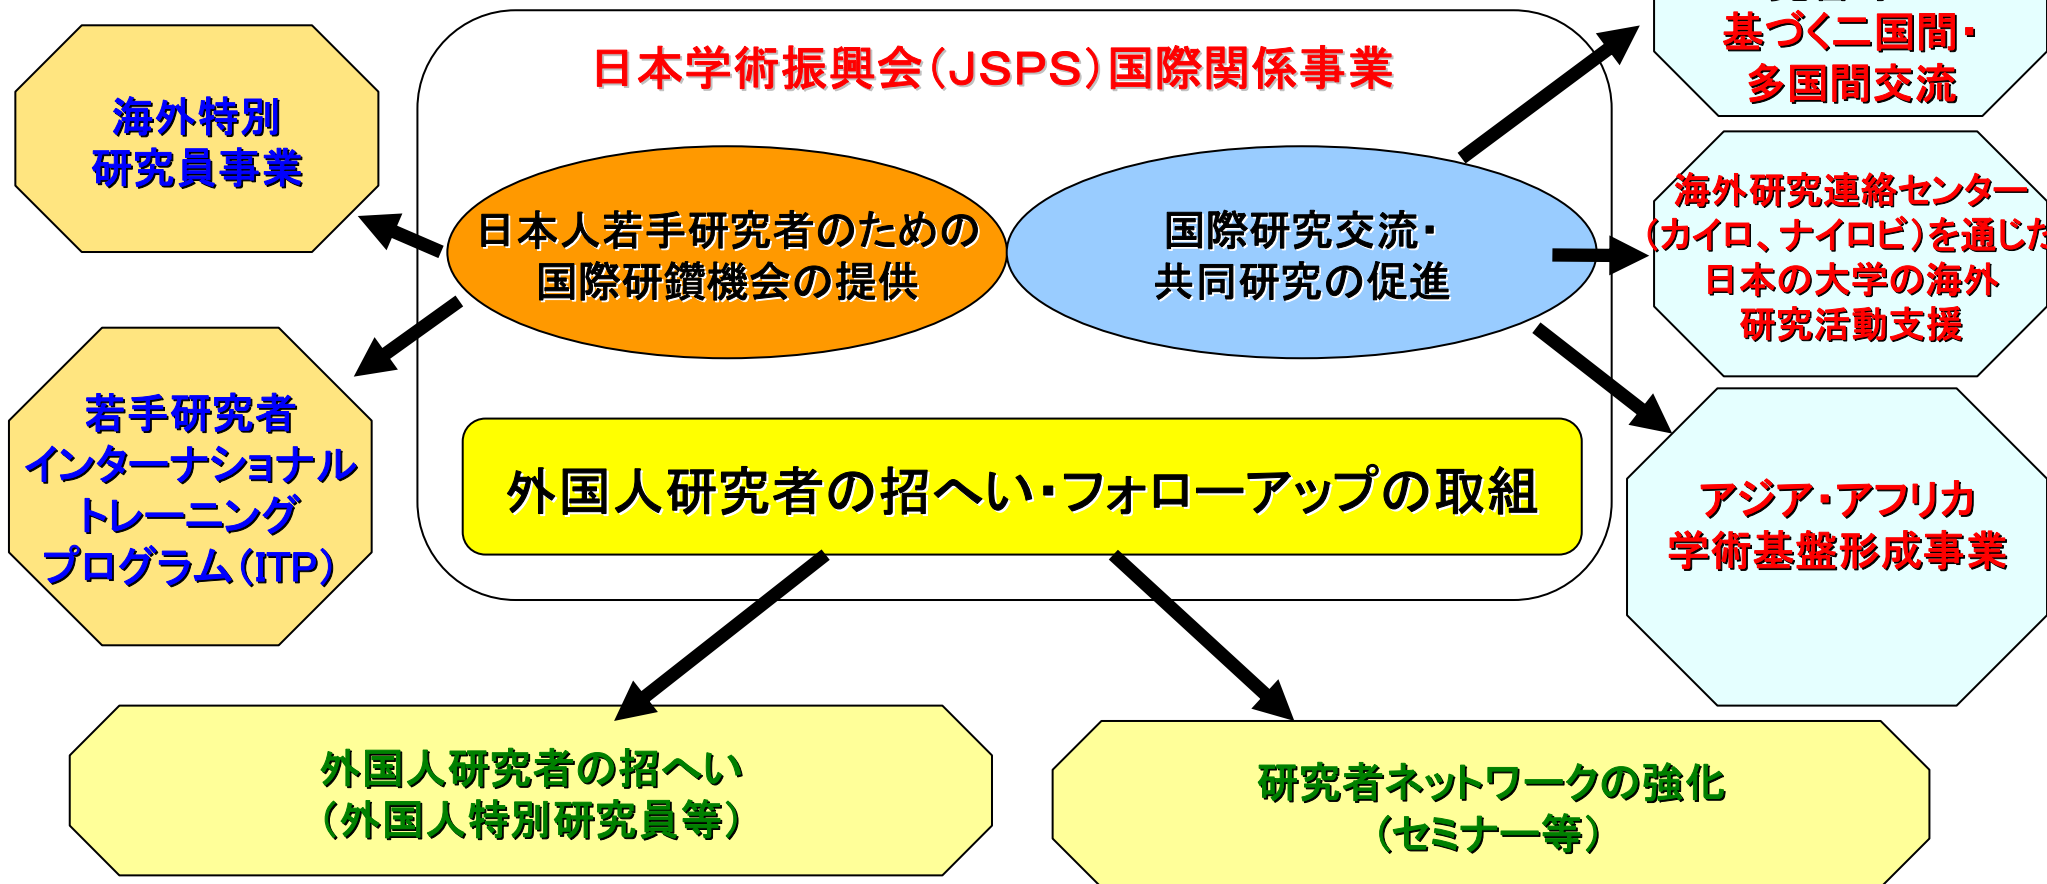 日本学術振興会(JSPS)国際関係事業
海外特別
研究員事業
若手研究者
インターナショナル
トレーニング
プログラム(ITP)
日本人若手研究者のための
国際研鑽機会の提供
国際研究交流・
共同研究の促進
基づく二国間・
多国間交流
海外研究連絡センター
(カイロ、ナイロビ)を通じた
日本の大学の海外
研究活動支援
アジア・アフリカ
学術基盤形成事業
外国人研究者の招へい・フォローアップの取組
外国人研究者の招へい
(外国人特別研究員等)
研究者ネットワークの強化
(セミナー等)